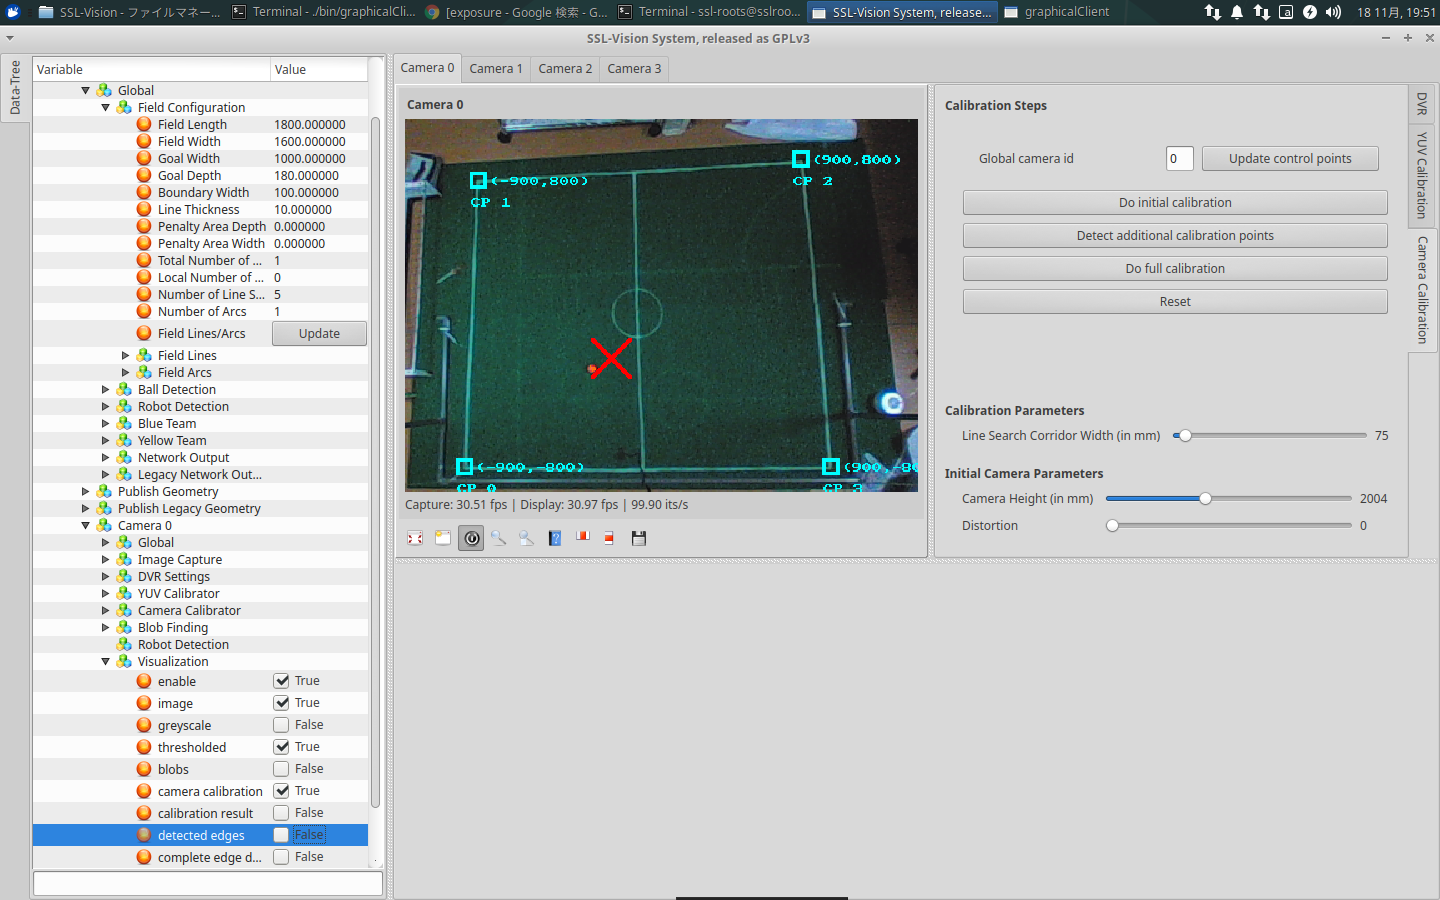 SSL-Vision - ファイルマネー...
Terminal - ./bin/graphicalCli...
[exposure - Google 検索 - G...
Terminal - ssl-roots@sslroo...
SSL-Vision System, release...
graphicalClient
a
18 11月, 19:51
SSL-Vision System, released as GPLv3
Data-Tree
Variable Value
Global
Field Configuration
Field Length 1800.000000
Field Width 1600.000000
Goal Width 1000.000000
Goal Depth 180.000000
Boundary Width 100.000000
Line Thickness 10.000000
Penalty Area Depth 0.000000
Penalty Area Width 0.000000
Total Number of ... 1
Local Number of ... 0
Number of Line S... 5
Number of Arcs 1
Field Lines/Arcs Update
Field Lines
Field Arcs
Ball Detection
Robot Detection
Blue Team
Yellow Team
Network Output
Legacy Network Out...
Publish Geometry
Publish Legacy Geometry
Camera 0
Global
Image Capture
DVR Settings
YUV Calibrator
Camera Calibrator
Blob Finding
Robot Detection
Visualization
enable True
image True
greyscale False
thresholded True
blobs False
camera calibration True
calibration result False
detected edges False
complete edge d... False
Camera 0 Camera 1 Camera 2 Camera 3
Camera 0
(-900,800)
CP 1
(900,800)
CP 2
(-900,-800)
CP 0
(900,-80
CP 3
Capture: 30.51 fps | Display: 30.97 fps | 99.90 its/s
Calibration Steps
Global camera id 0 Update control points
Do initial calibration
Detect additional calibration points
Do full calibration
Reset
Calibration Parameters
Line Search Corridor Width (in mm) 75
Initial Camera Parameters
Camera Height (in mm) 2004
Distortion 0
DVR
YUV Calibration
Camera Calibration